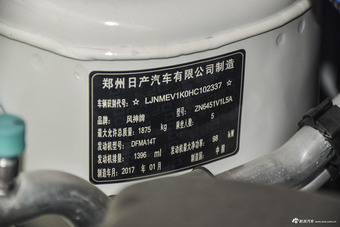 郑州日产汽车有限公司制造
车辆识别代号：★ LJNMEV1K0HC102337 ★
品牌：风神牌 型号：ZN6451V1L5A
最大允许总质量：1875 kg 乘坐人数：5
发动机型号：DFMA14T
发动机排量：1396 ml 发动机最大净功率：98 kW
制造年月：2017 年 01 月 制造国：中国